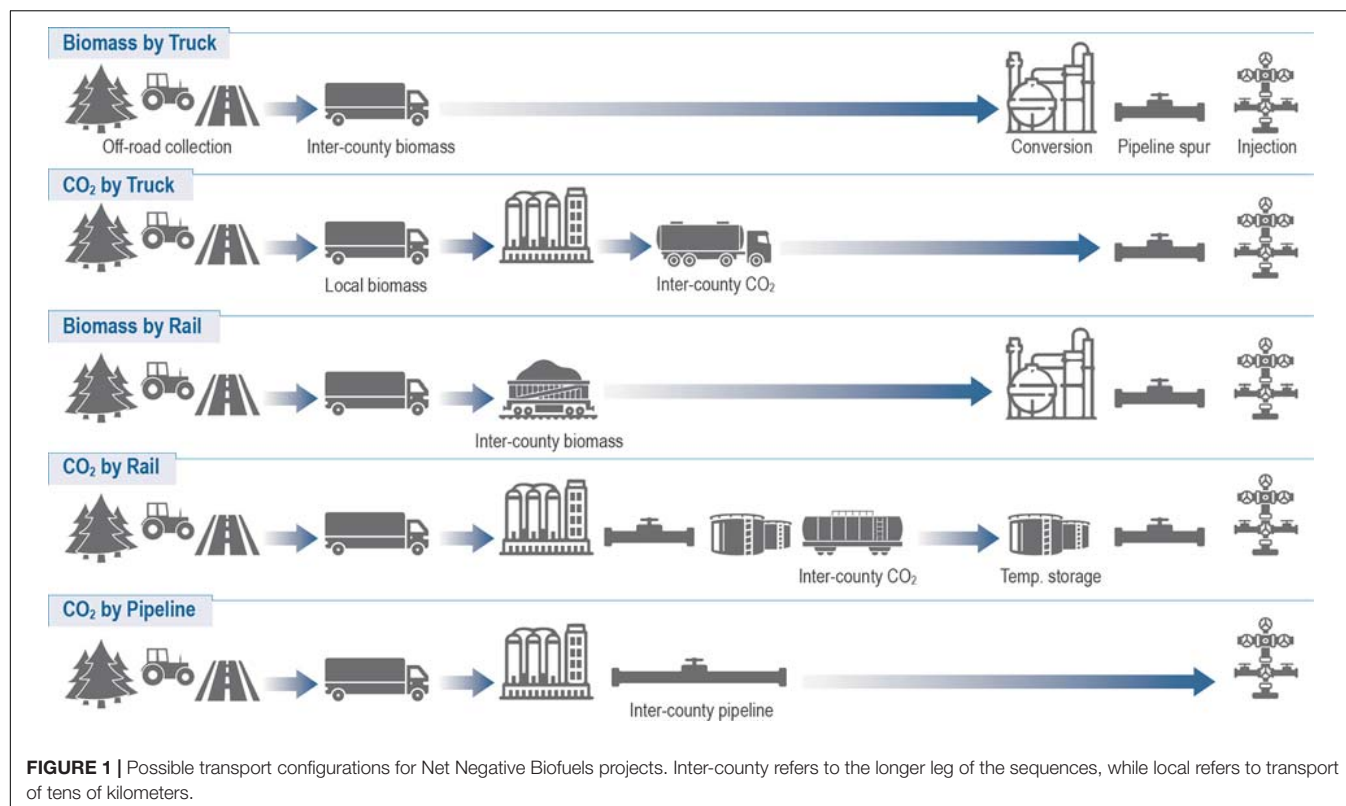 Biomass by Truck
Off-road collection
Inter-county biomass
Conversion
Pipeline spur
Injection
CO₂ by Truck
Local biomass
Inter-county CO₂
Biomass by Rail
Inter-county biomass
CO₂ by Rail
Inter-county CO₂
Temp. storage
CO₂ by Pipeline
Inter-county pipeline
FIGURE 1 | Possible transport configurations for Net Negative Biofuels projects. Inter-county refers to the longer leg of the sequences, while local refers to transport
of tens of kilometers.